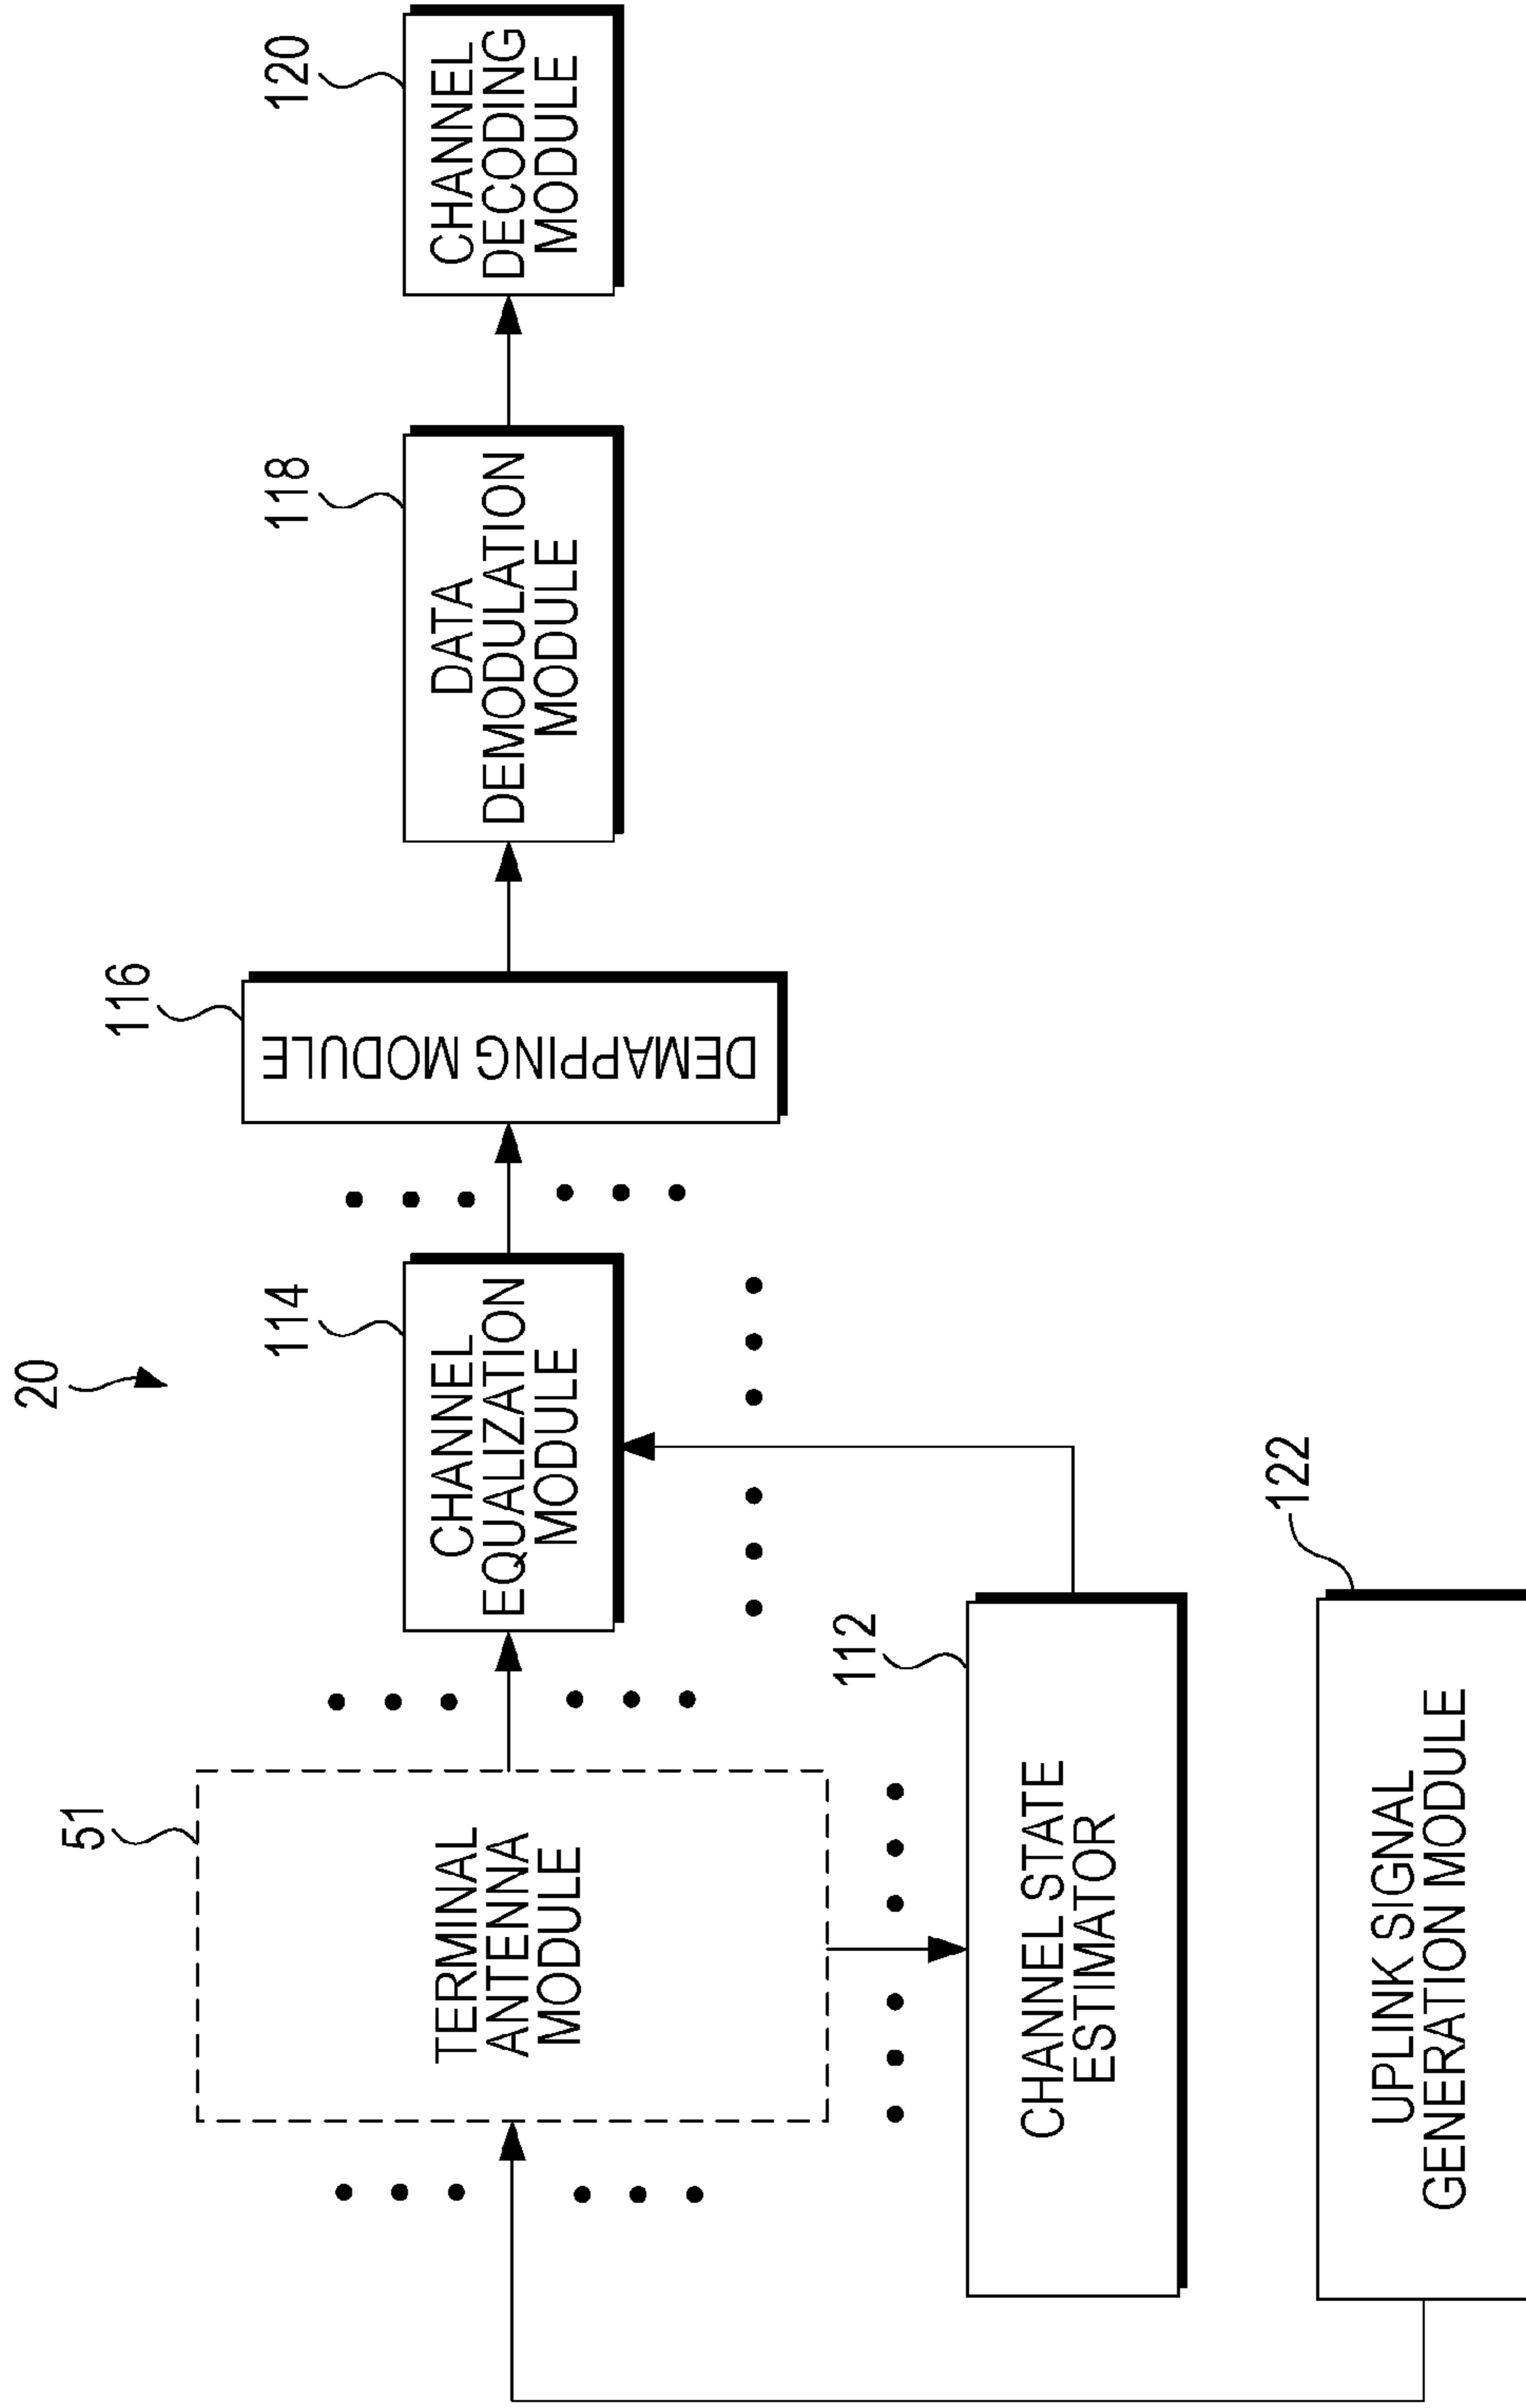 20
51
TERMINAL
ANTENNA
MODULE
114
CHANNEL
EQUALIZATION
MODULE
116
DEMAPPING MODULE
118
DATA
DEMODULATION
MODULE
120
CHANNEL
DECODING
MODULE
112
CHANNEL STATE
ESTIMATOR
122
UPLINK SIGNAL
GENERATION MODULE